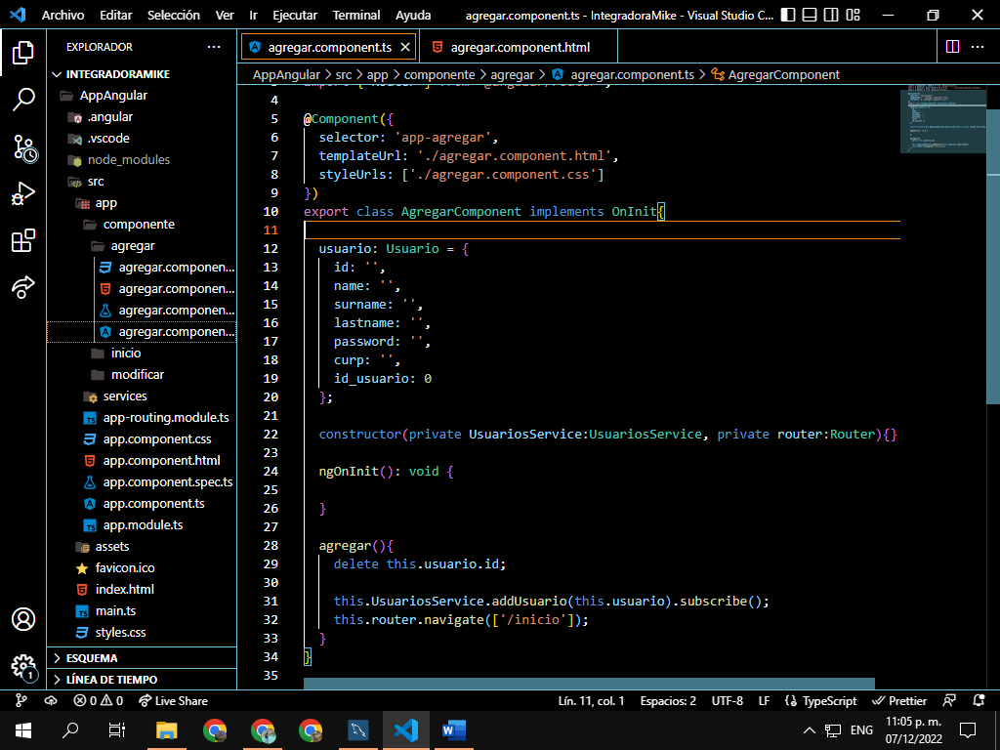 Archivo Editar Selección Ver Ir Ejecutar Terminal Ayuda agregar.component.ts - IntegradoraMike - Visual Studio C...
EXPLORADOR ...
agregar.component.ts
agregar.component.html
INTEGRADORAMIKE
AppAngular > src > app > componente > agregar > agregar.component.ts > AgregarComponent
AppAngular
.angular
.vscode
node_modules
src
app
componente
agregar
agregar.componen...
agregar.componen...
agregar.componen...
agregar.componen...
inicio
modificar
services
app-routing.module.ts
app.component.css
app.component.html
app.component.spec.ts
app.component.ts
app.module.ts
assets
favicon.ico
index.html
main.ts
styles.css
ESQUEMA
LÍNEA DE TIEMPO
1
4
5 @Component({
6 selector: 'app-agregar',
7 templateUrl: './agregar.component.html',
8 styleUrls: ['./agregar.component.css']
9 })
10 export class AgregarComponent implements OnInit{
11
12 usuario: Usuario = {
13 id: '',
14 name: '',
15 surname: '',
16 lastname: '',
17 password: '',
18 curp: '',
19 id_usuario: 0
20 };
21
22 constructor(private UsuariosService:UsuariosService, private router:Router){}
23
24 ngOnInit(): void {
25
26 }
27
28 agregar(){
29 delete this.usuario.id;
30
31 this.UsuariosService.addUsuario(this.usuario).subscribe();
32 this.router.navigate(['/inicio']);
33 }
34 }
35
0 0 Live Share Lín. 11, col. 1 Espacios: 2 UTF-8 LF {} TypeScript Prettier
ENG 11:05 p. m.
07/12/2022